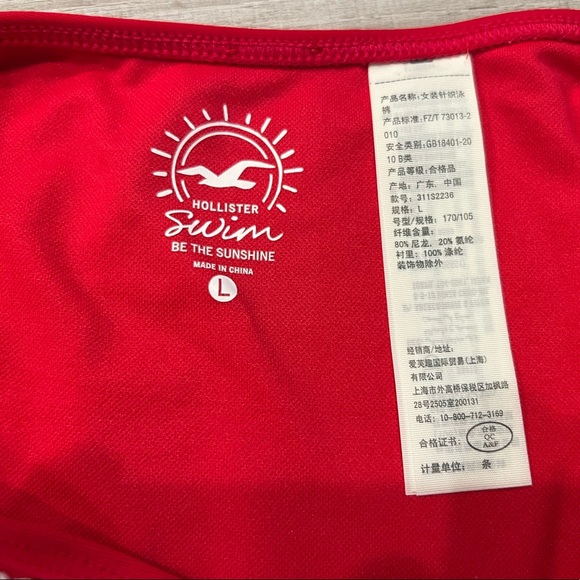 HOLLISTER
Swim
BE THE SUNSHINE
MADE IN CHINA
L
产品名称：女装针织泳
裤
产品标准：FZ/T 73013-2
010
安全类别：GB18401-20
10 B类
产品等级：合格品
产地：广东，中国
款号：311S2236
规格：L
号型/规格：170/105
纤维含量：
80% 尼龙, 20% 氨纶
衬里：100% 涤纶
装饰物除外
经销商/地址：
爱芙趣国际贸易(上海)
有限公司
上海市外高桥保税区加枫路
28号2505室200131
电话：10-800-712-3169
合格证书：
合格
QC
A&F
计量单位：条